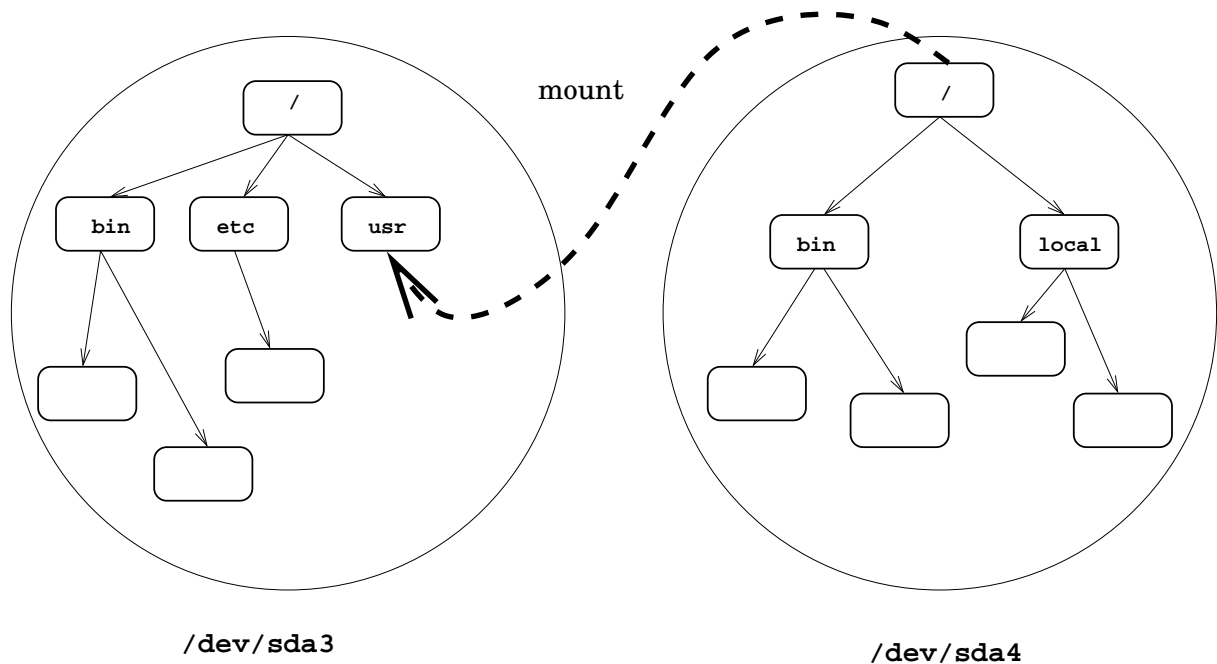 mount
/
bin
etc
usr
/dev/sda3
/
bin
local
/dev/sda4